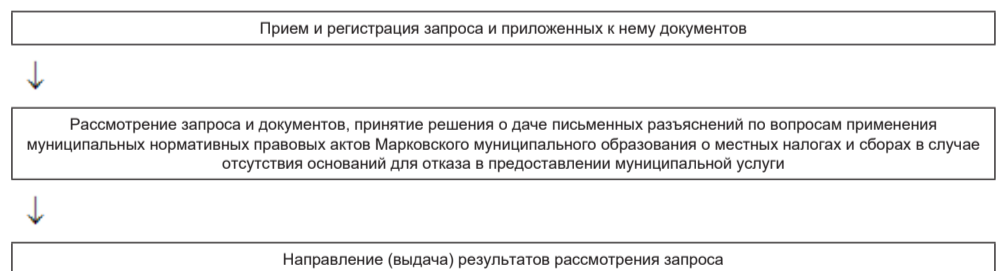 Прием и регистрация запроса и приложенных к нему документов
Рассмотрение запроса и документов, принятие решения о даче письменных разъяснений по вопросам применения
муниципальных нормативных правовых актов Марковского муниципального образования о местных налогах и сборах в случае
отсутствия оснований для отказа в предоставлении муниципальной услуги
Направление (выдача) результатов рассмотрения запроса